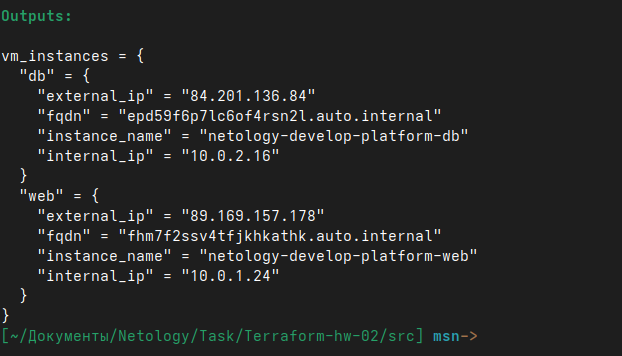 Outputs:
vm_instances = {
"db" = {
"external_ip" = "84.201.136.84"
"fqdn" = "epd59f6p7lc6of4rsn2l.auto.internal"
"instance_name" = "netology-develop-platform-db"
"internal_ip" = "10.0.2.16"
}
"web" = {
"external_ip" = "89.169.157.178"
"fqdn" = "fhm7f2ssv4tfjkhkathk.auto.internal"
"instance_name" = "netology-develop-platform-web"
"internal_ip" = "10.0.1.24"
}
}
[~/Документы/Netology/Task/Terraform-hw-02/src] msn->